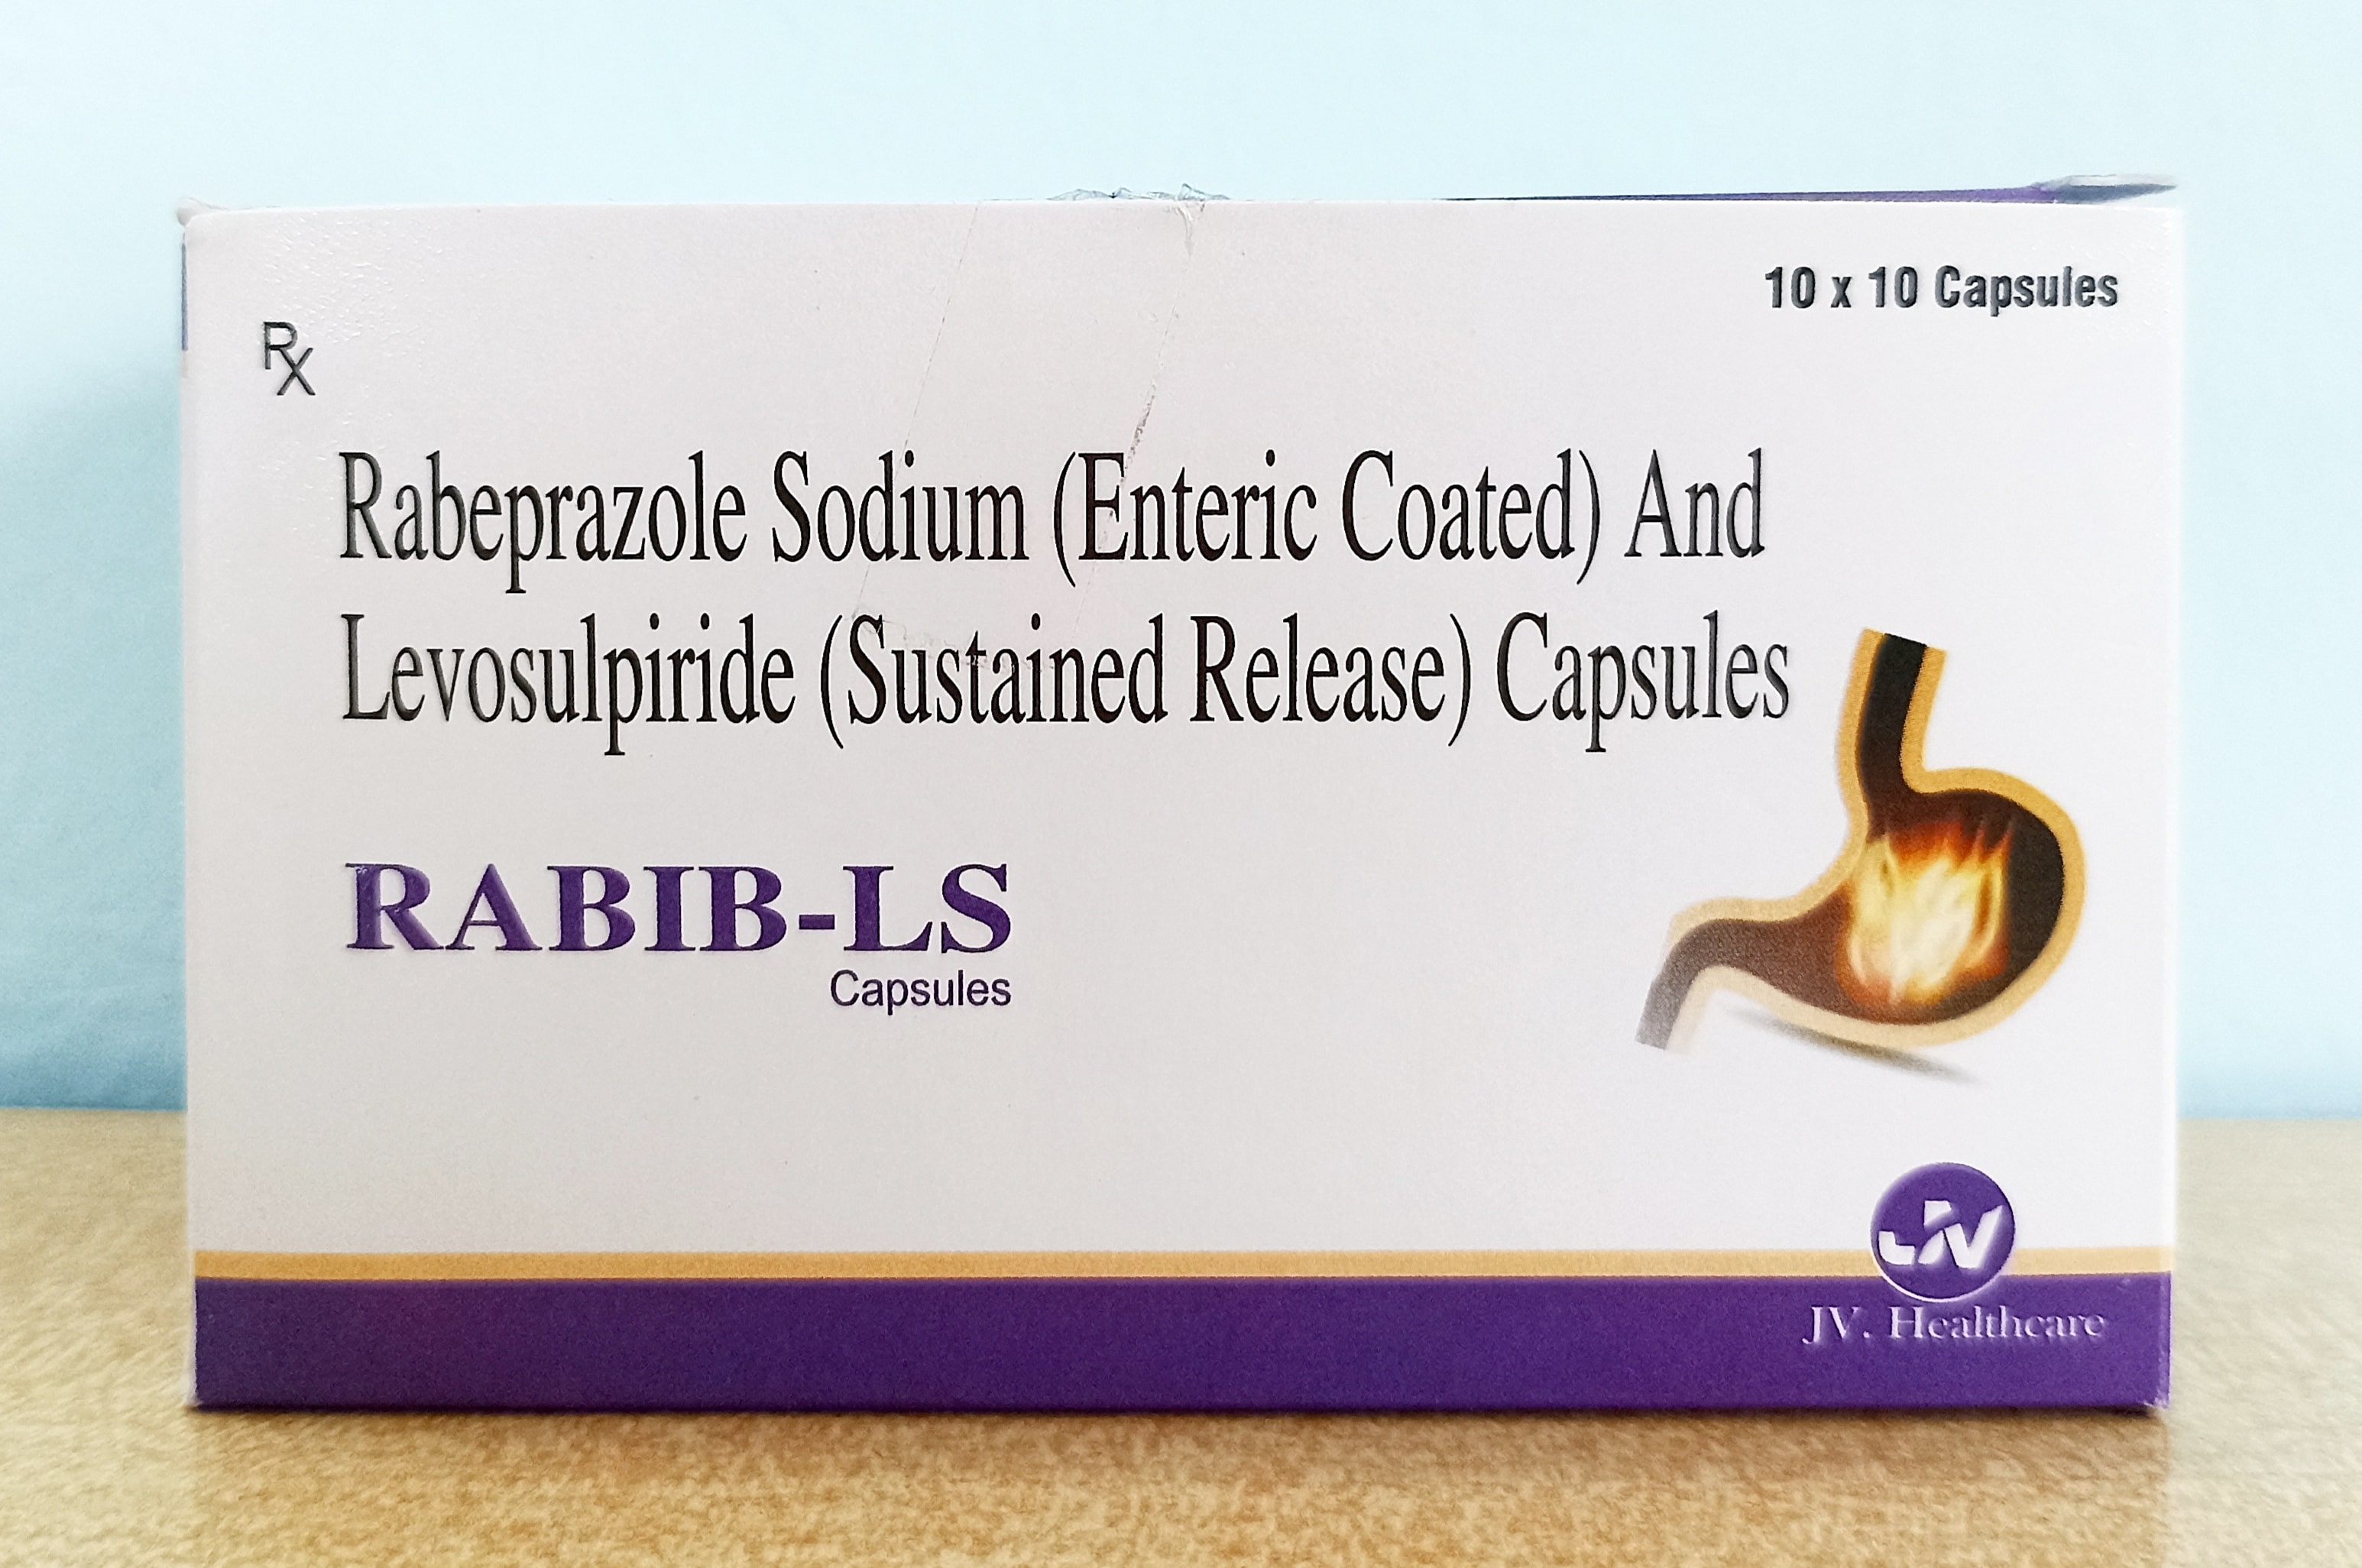 10 x 10 Capsules
Rx
Rabeprazole Sodium (Enteric Coated) And
Levosulpiride (Sustained Release) Capsules
RABIB-LS
Capsules
JV
JV. Healthcare